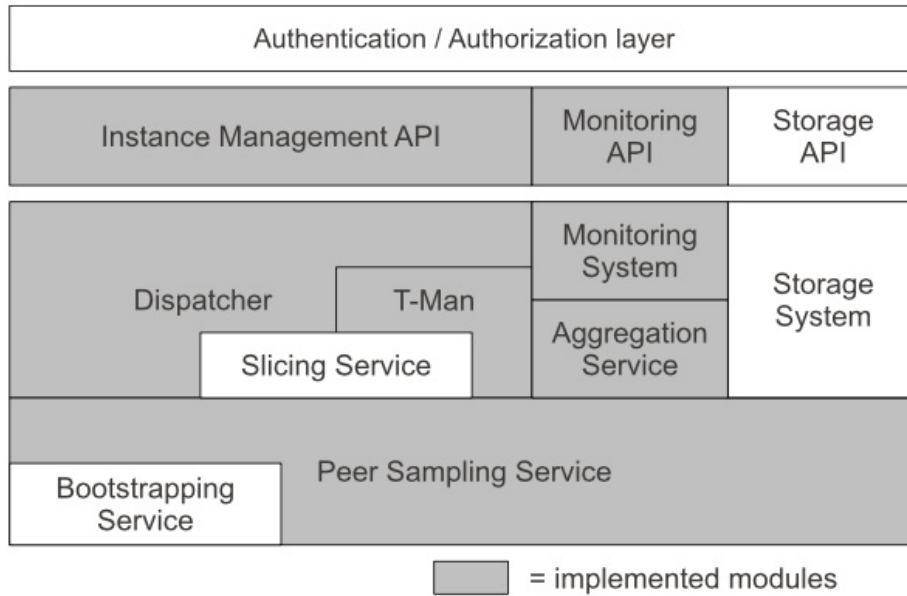 Authentication / Authorization layer
Instance Management API
Monitoring
API
Storage
API
Dispatcher
T-Man
Slicing Service
Monitoring
System
Aggregation
Service
Storage
System
Peer Sampling Service
Bootstrapping
Service
= implemented modules